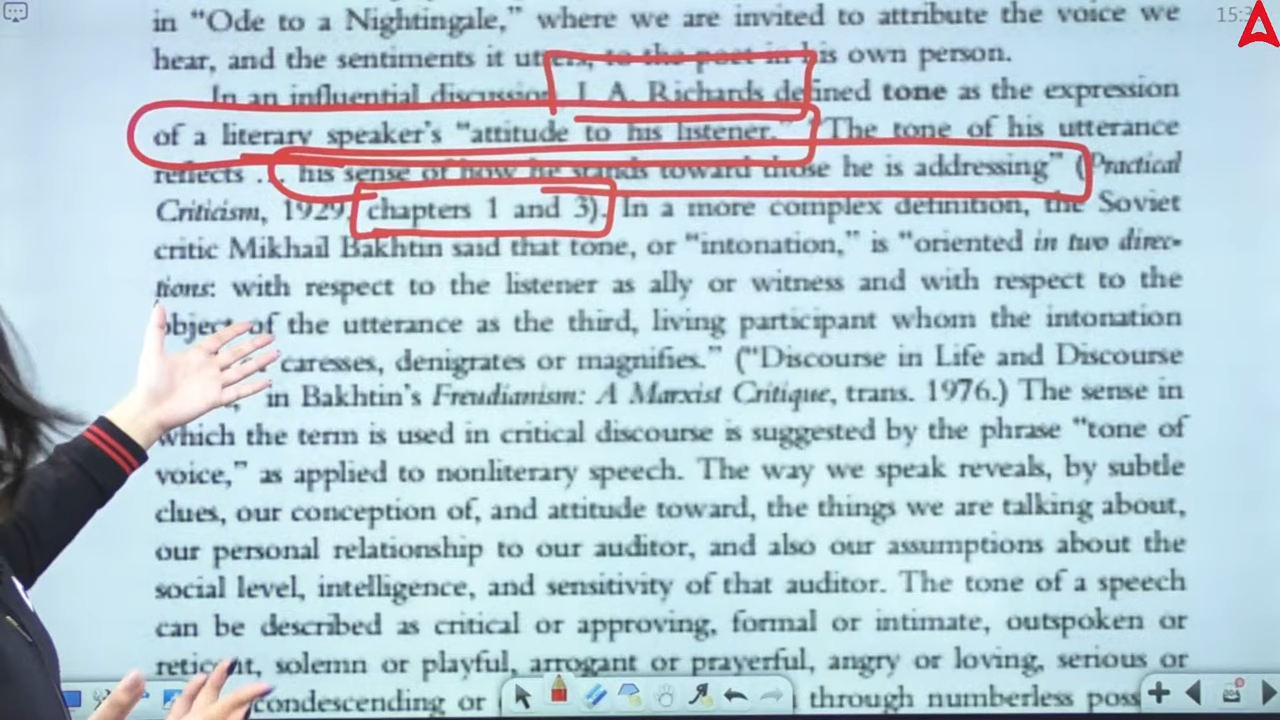 in “Ode to a Nightingale,” where we are invited to attribute the voice we
hear, and the sentiments it utters, to the poet in his own person.
In an influential discussion, I. A. Richards defined tone as the expression
of a literary speaker’s “attitude to his listener.” “The tone of his utterance
reflects ... his sense of how he stands toward those he is addressing” (Practical
Criticism, 1929, chapters 1 and 3). In a more complex definition, the Soviet
critic Mikhail Bakhtin said that tone, or “intonation,” is “oriented in two direc-
tions: with respect to the listener as ally or witness and with respect to the
object of the utterance as the third, living participant whom the intonation
caresses, denigrates or magnifies.” (“Discourse in Life and Discourse
in Bakhtin’s Freudianism: A Marxist Critique, trans. 1976.) The sense in
which the term is used in critical discourse is suggested by the phrase “tone of
voice,” as applied to nonliterary speech. The way we speak reveals, by subtle
clues, our conception of, and attitude toward, the things we are talking about,
our personal relationship to our auditor, and also our assumptions about the
social level, intelligence, and sensitivity of that auditor. The tone of a speech
can be described as critical or approving, formal or intimate, outspoken or
reticent, solemn or playful, arrogant or prayerful, angry or loving, serious or
condescending or through numberless